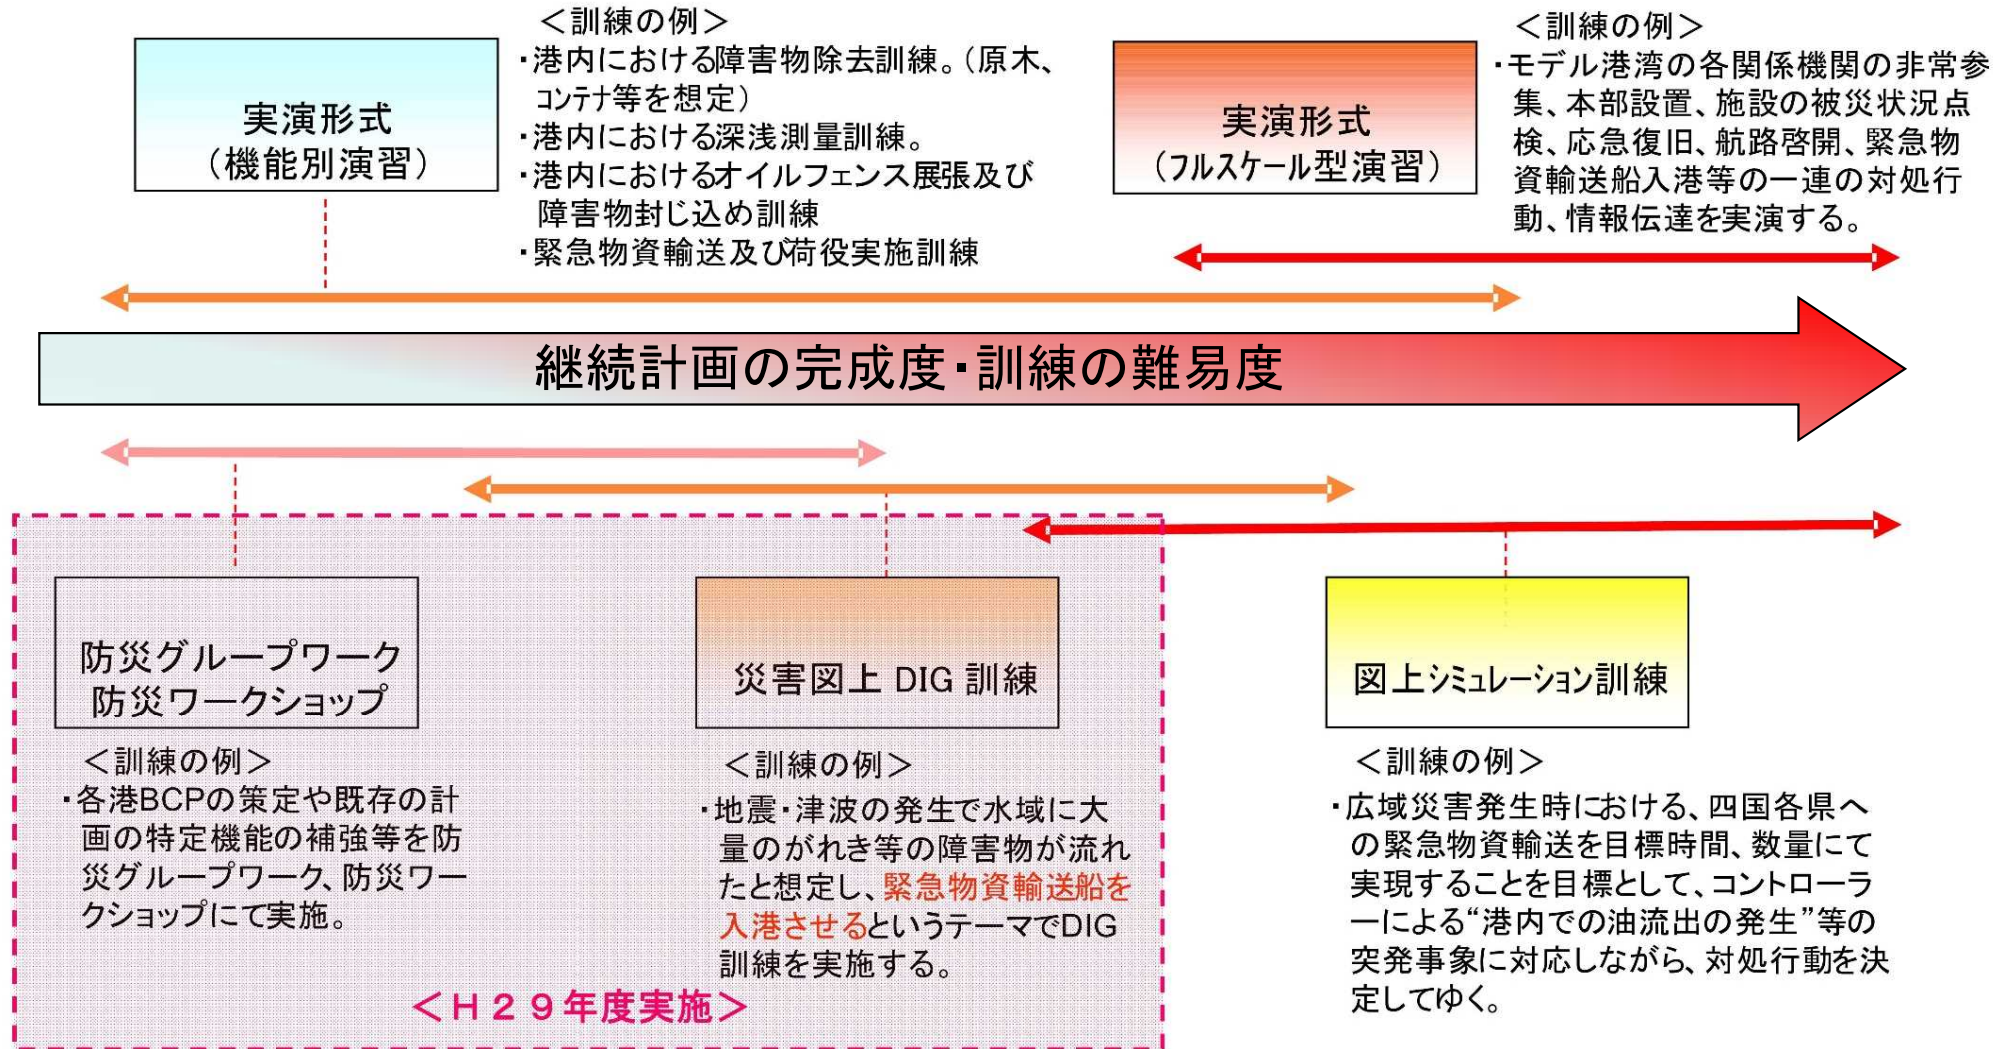 実演形式
（機能別演習）
＜訓練の例＞
・港内における障害物除去訓練。（原木、
コンテナ等を想定）
・港内における深浅測量訓練。
・港内におけるオイルフェンス展張及び
障害物封じ込め訓練
・緊急物資輸送及び荷役実施訓練
実演形式
（フルスケール型演習）
＜訓練の例＞
・モデル港湾の各関係機関の非常参
集、本部設置、施設の被災状況点
検、応急復旧、航路啓開、緊急物
資輸送船入港等の一連の対処行
動、情報伝達を実演する。
継続計画の完成度・訓練の難易度
防災グループワーク
防災ワークショップ
＜訓練の例＞
・各港BCPの策定や既存の計
画の特定機能の補強等を防
災グループワーク、防災ワー
クショップにて実施。
災害図上 DIG 訓練
＜訓練の例＞
・地震・津波の発生で水域に大
量のがれき等の障害物が流れ
たと想定し、緊急物資輸送船を
入港させるというテーマでDIG
訓練を実施する。
＜H２９年度実施＞
図上シミュレーション訓練
＜訓練の例＞
・広域災害発生時における、四国各県へ
の緊急物資輸送を目標時間、数量にて
実現することを目標として、コントローラ
ーによる“港内での油流出の発生”等の
突発事象に対応しながら、対処行動を決
定してゆく。